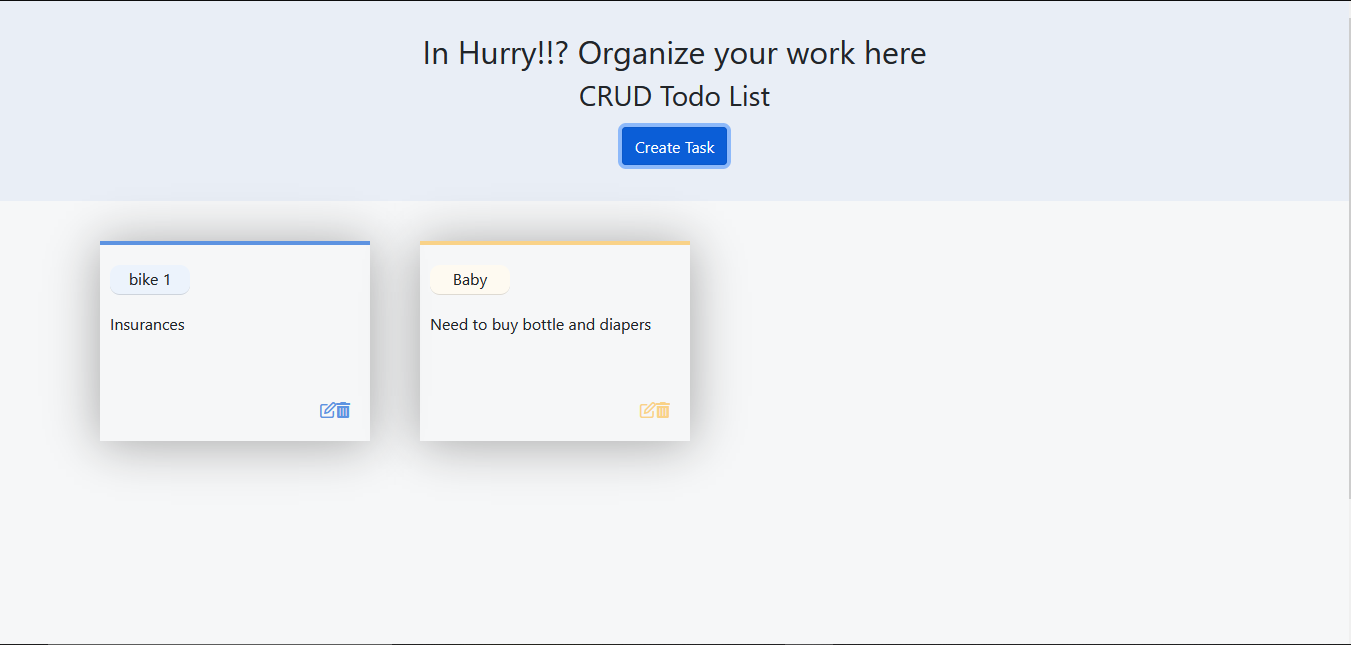 In Hurry!!? Organize your work here
CRUD Todo List
Create Task
bike 1
Insurances
Baby
Need to buy bottle and diapers